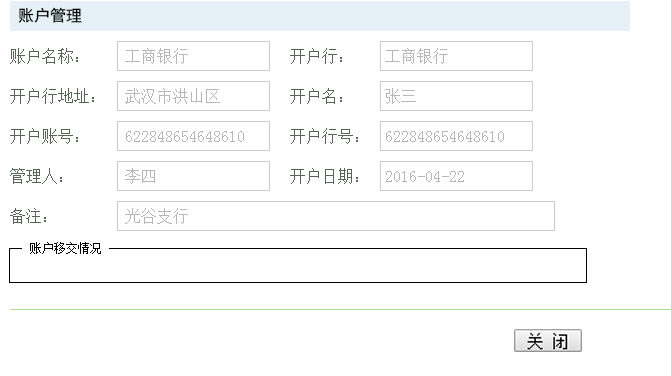 账户管理
账户名称： 工商银行 开户行： 工商银行
开户行地址： 武汉市洪山区 开户名： 张三
开户账号： 622848654648610 开户行号： 622848654648610
管理人： 李四 开户日期： 2016-04-22
备注： 光谷支行
账户移交情况
关 闭